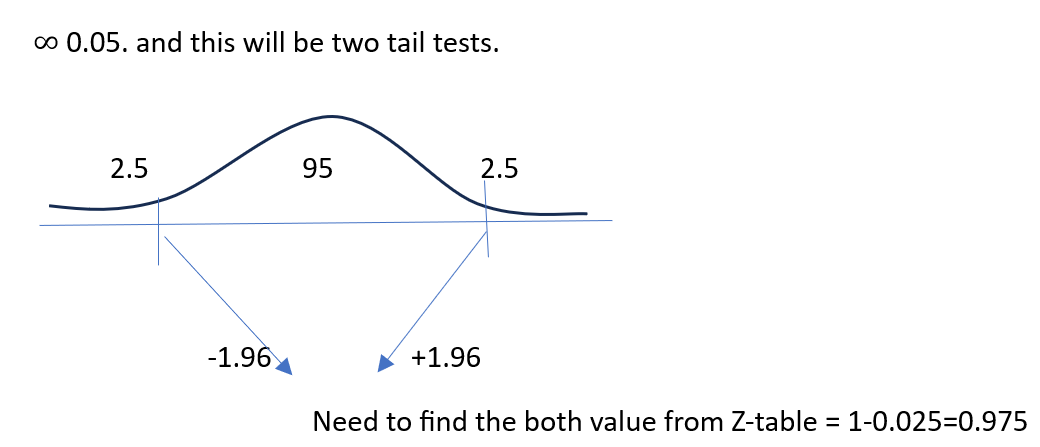 ∞ 0.05. and this will be two tail tests.
2.5 95 2.5
-1.96 +1.96
Need to find the both value from Z-table = 1-0.025=0.975